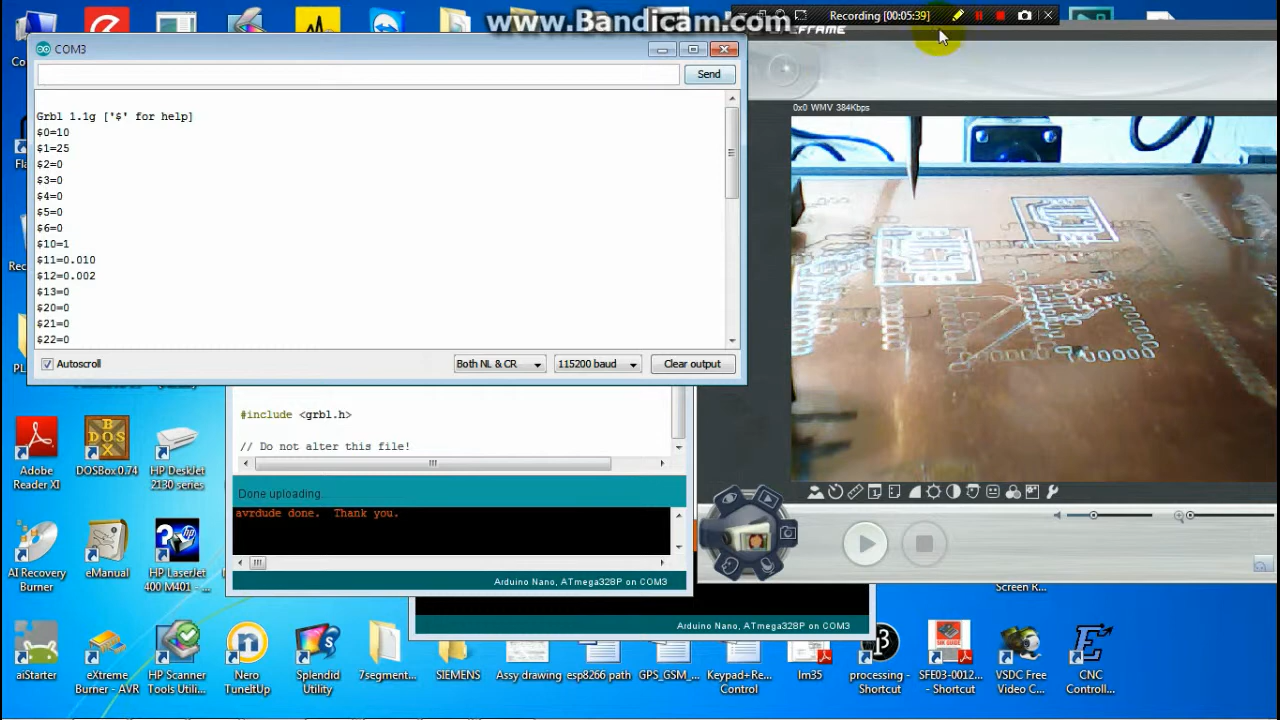 www.Bandicam.com
Recording [00:05:39]
COM3
Send
0x0 WMV 384Kbps
Grbl 1.1g ['$' for help]
$0=10
$1=25
$2=0
$3=0
$4=0
$5=0
$6=0
$10=1
$11=0.010
$12=0.002
$13=0
$20=0
$21=0
$22=0
Autoscroll
Both NL & CR
115200 baud
Clear output
#include <grbl.h>
// Do not alter this file!
Done uploading.
avrdude done.  Thank you.
Arduino Nano, ATmega328P on COM3
Arduino Nano, ATmega328P on COM3
Adobe
Reader XI
DOSBox 0.74
HP DeskJet
2130 series
AI Recovery
Burner
eManual
HP LaserJet
400 M401 - ...
Screen R...
aiStarter
eXtreme
Burner - AVR
HP Scanner
Tools Utili...
Nero
TuneItUp
Splendid
Utility
7segment...
SIEMENS
Assy drawing
esp8266 path
GPS_GSM_...
Keypad+Re...
Control
lm35
processing -
Shortcut
SFE03-0012...
- Shortcut
VSDC Free
Video C...
CNC
Controll...